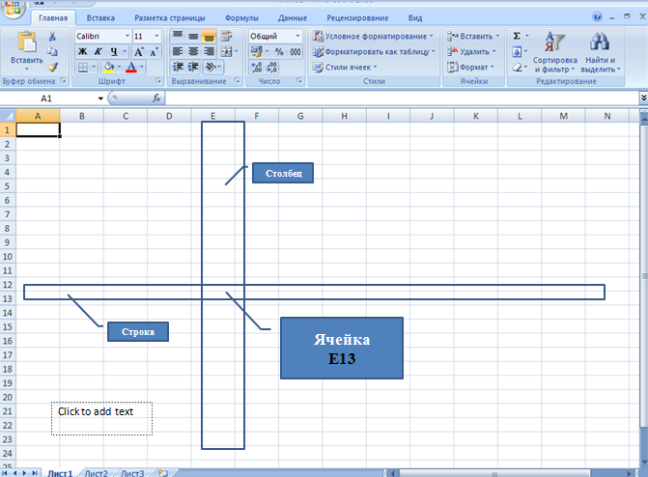 Главная Вставка Разметка страницы Формулы Данные Рецензирование Вид
Вставить
Calibri 11
Ж К Ч A A
Общий
% 000
Условное форматирование
Форматировать как таблицу
Стили ячеек
Вставить
Удалить
Формат
Σ
Сортировка и фильтр
Найти и выделить
Буфер обмена Шрифт Выравнивание Число Стили Ячейки Редактирование
A1 fx
A B C D E F G H I J K L M N
1
2
3
4
5
6
7
8
9
10
11
12
13
14
15
16
17
18
19
20
21
22
23
24
25
Столбец
Строка
Ячейка
E13
Click to add text
Лист1 Лист2 Лист3